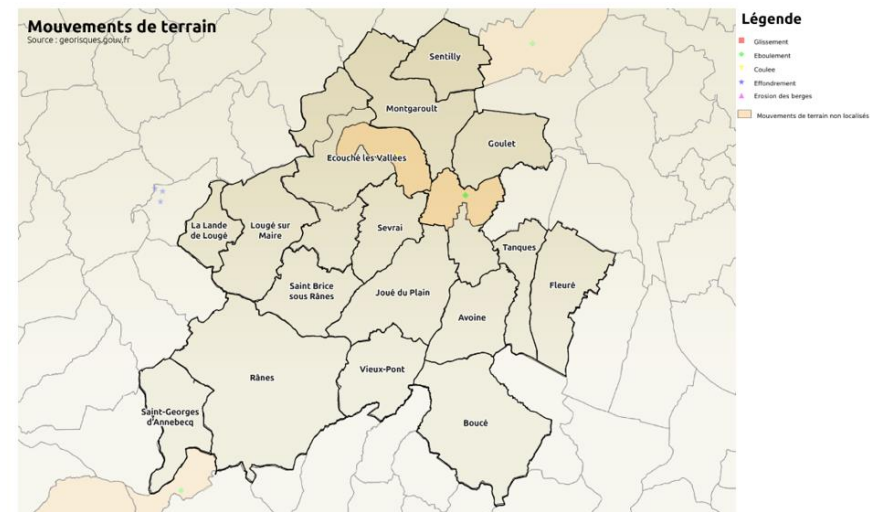 Mouvements de terrain
Source : georisques.gouv.fr
Légende
Glissement
Eboulement
Coulee
Effondrement
Erosion des berges
Mouvements de terrain non localisés
Sentilly
Montgaroult
Goulet
Ecouché les Vallées
La Lande
de Lougé
Lougé sur
Maire
Sevrai
Tanques
Fleuré
Saint Brice
sous Rânes
Joué du Plain
Avoine
Rânes
Vieux-Pont
Saint-Georges
d'Annebecq
Boucé